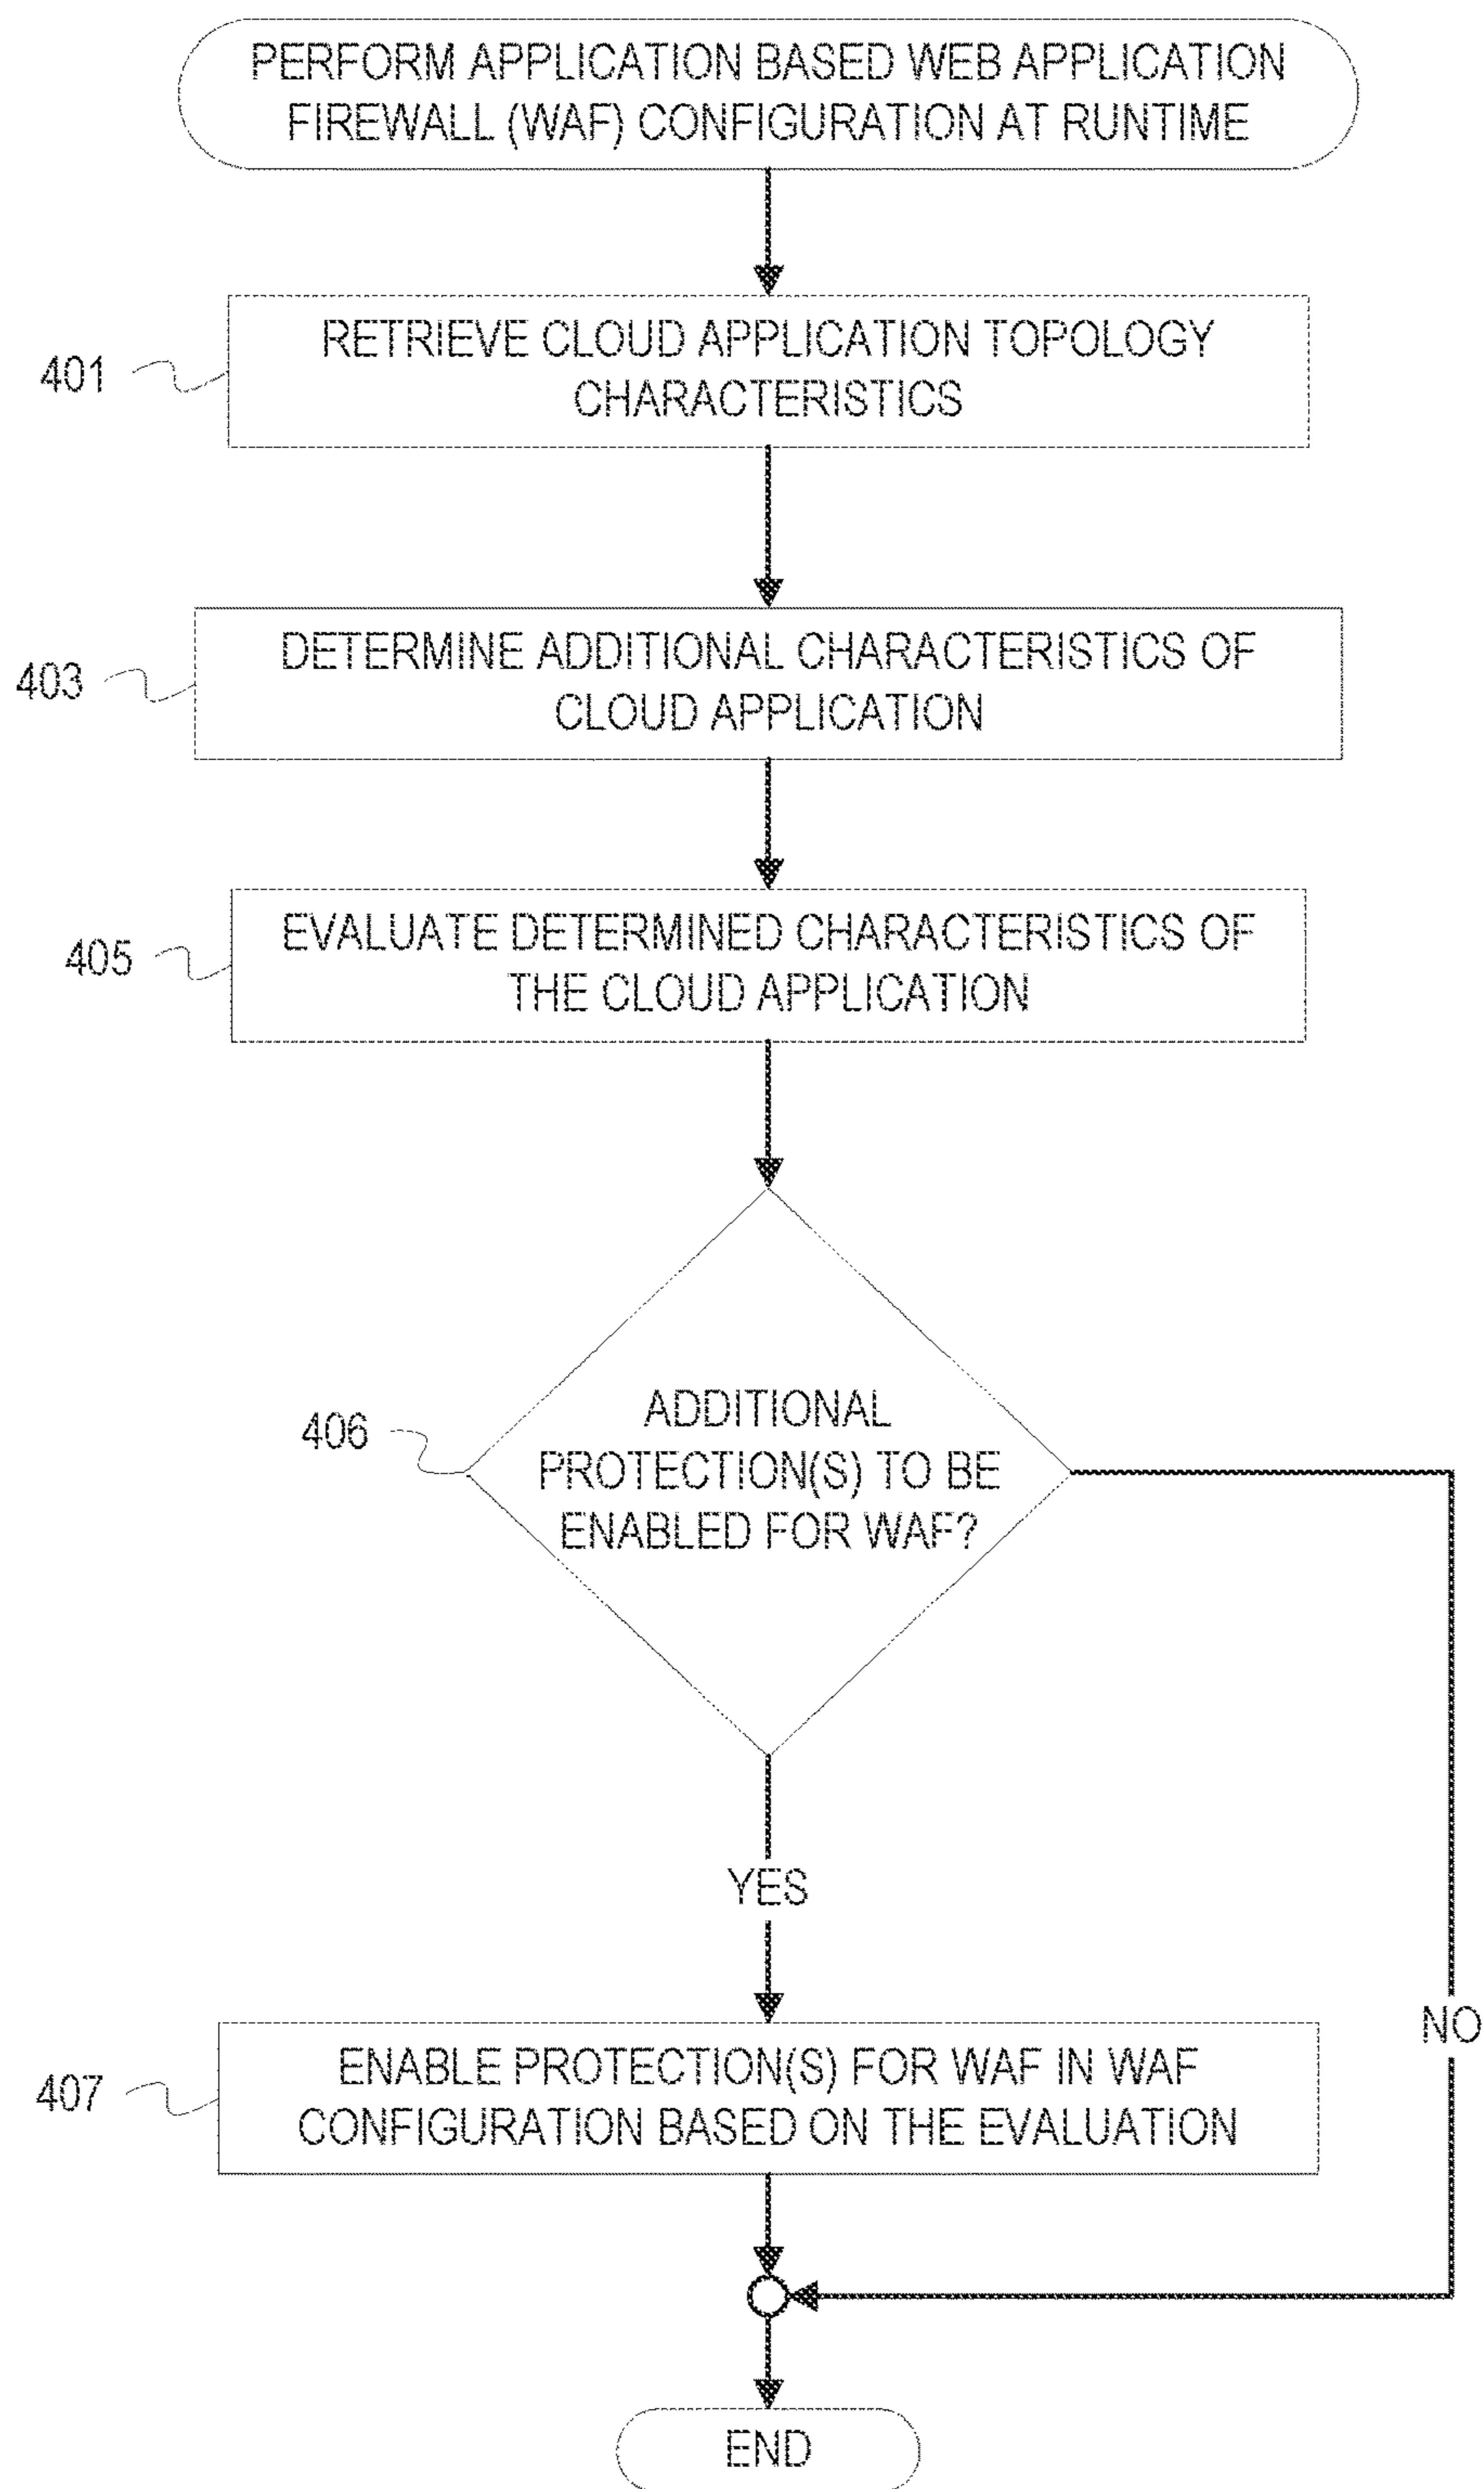 PERFORM APPLICATION BASED WEB APPLICATION
FIREWALL (WAF) CONFIGURATION AT RUNTIME
401
RETRIEVE CLOUD APPLICATION TOPOLOGY
CHARACTERISTICS
403
DETERMINE ADDITIONAL CHARACTERISTICS OF
CLOUD APPLICATION
405
EVALUATE DETERMINED CHARACTERISTICS OF
THE CLOUD APPLICATION
406
ADDITIONAL
PROTECTION(S) TO BE
ENABLED FOR WAF?
YES
NO
407
ENABLE PROTECTION(S) FOR WAF IN WAF
CONFIGURATION BASED ON THE EVALUATION
END